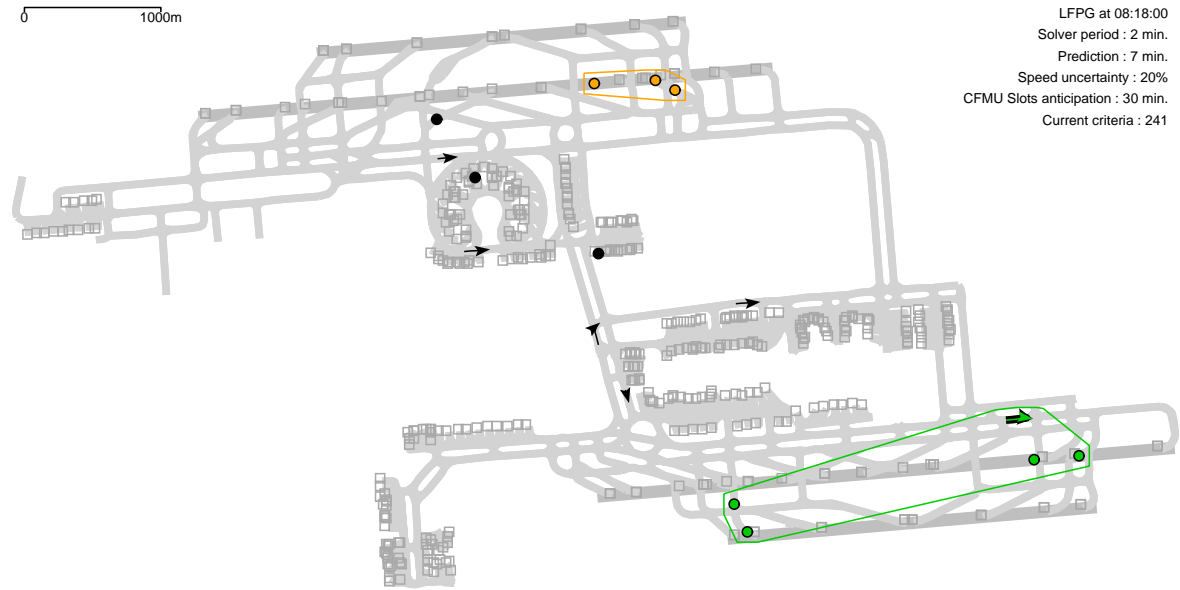 0 1000m
LFPG at 08:18:00
Solver period : 2 min.
Prediction : 7 min.
Speed uncertainty : 20%
CFMU Slots anticipation : 30 min.
Current criteria : 241